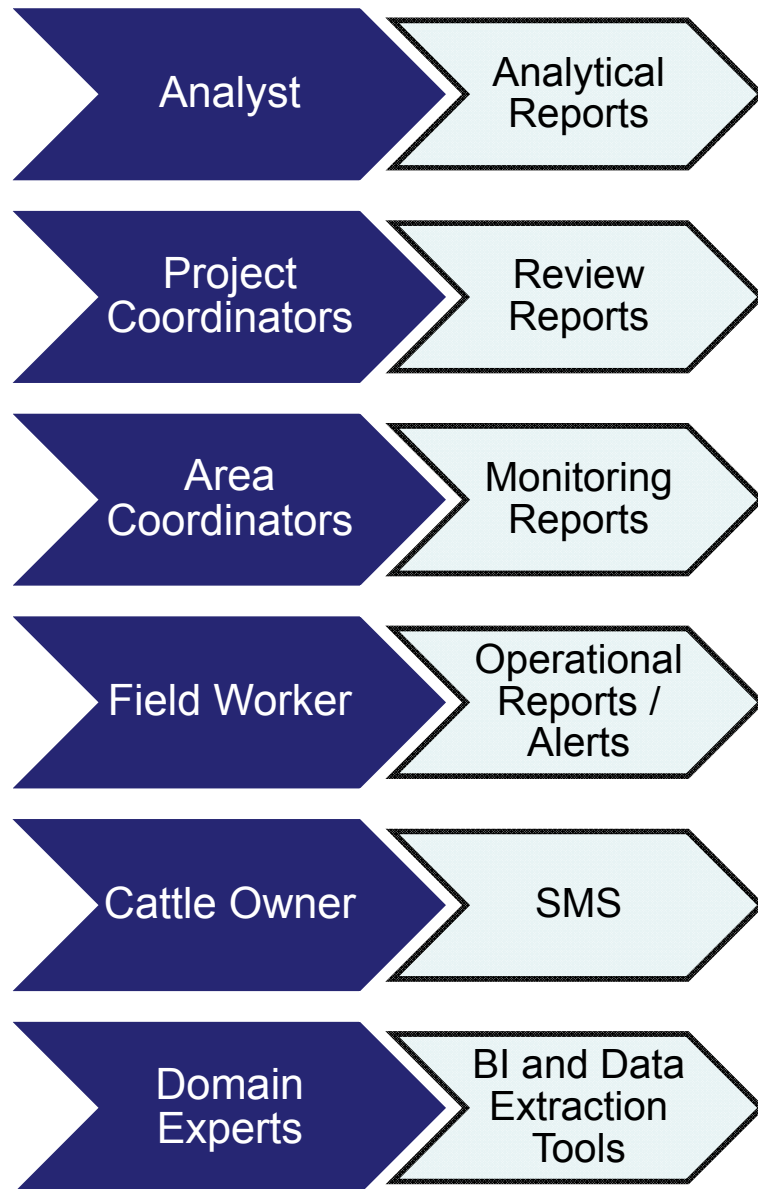 Analyst
Analytical
Reports
Project
Coordinators
Review
Reports
Area
Coordinators
Monitoring
Reports
Field Worker
Operational
Reports /
Alerts
Cattle Owner
SMS
Domain
Experts
BI and Data
Extraction
Tools